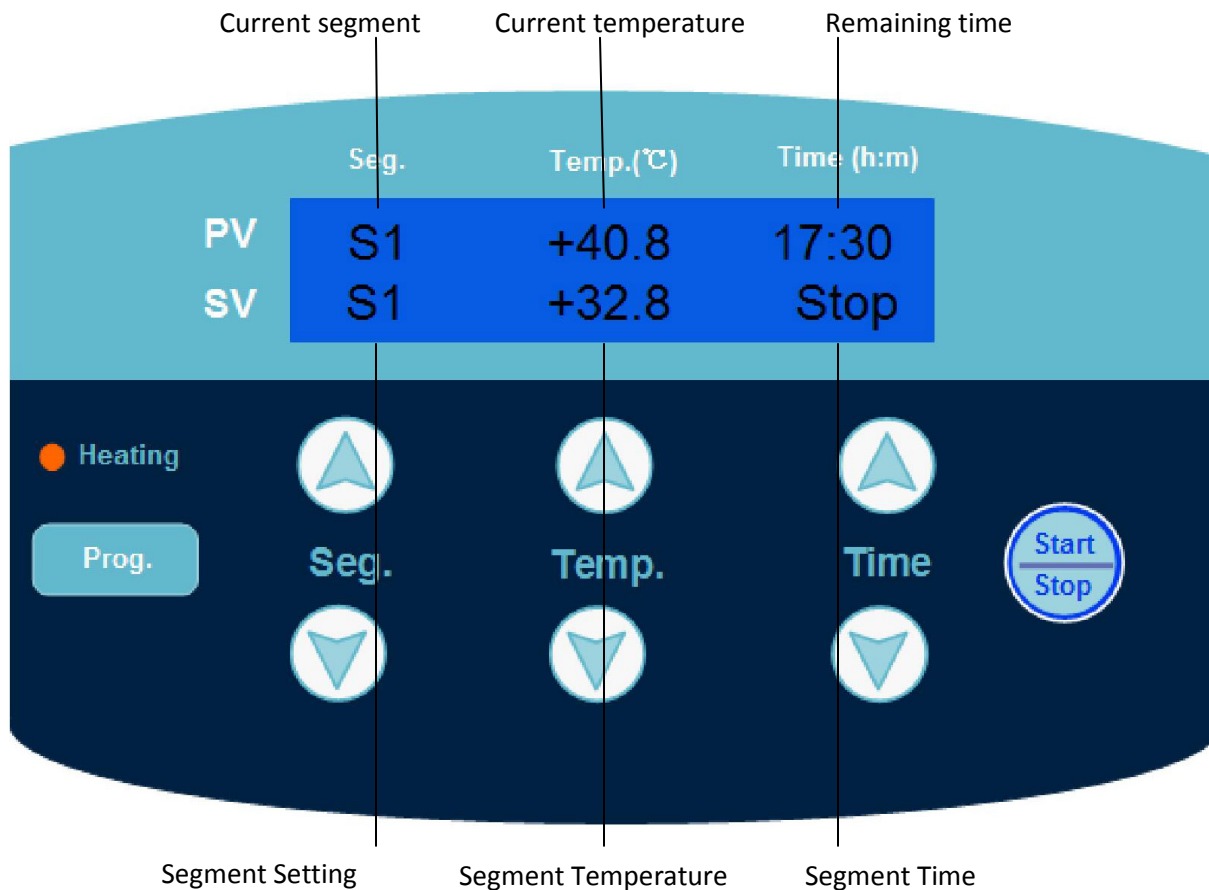 Current segment Current temperature Remaining time
Seg. Temp.(℃) Time (h:m)
PV S1 +40.8 17:30
SV S1 +32.8 Stop
Heating
Prog. Seg. Temp. Time Start
Stop
Segment Setting Segment Temperature Segment Time